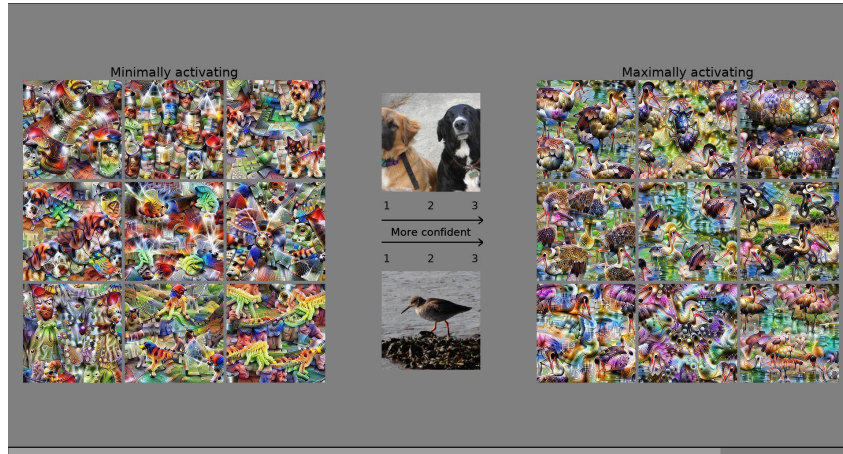 Minimally activating
Maximally activating
1 2 3
More confident
1 2 3